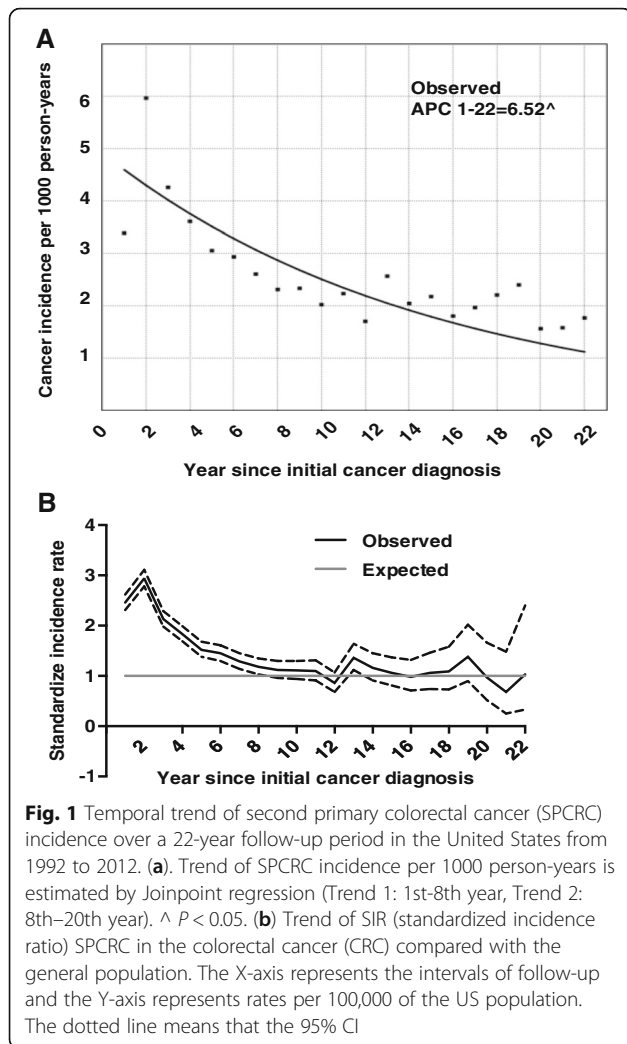 A
Observed
APC 1-22=6.52^
Cancer incidence per 1000 person-years
6
5
4
3
2
1
0
2
4
6
8
10
12
14
16
18
20
22
Year since initial cancer diagnosis
B
Standardize incidence rate
4
3
2
1
0
-1
Observed
Expected
2
4
6
8
10
12
14
16
18
20
22
Year since initial cancer diagnosis
Fig. 1 Temporal trend of second primary colorectal cancer (SPCRC)
incidence over a 22-year follow-up period in the United States from
1992 to 2012. (a). Trend of SPCRC incidence per 1000 person-years is
estimated by Joinpoint regression (Trend 1: 1st-8th year, Trend 2:
8th–20th year). ^ P < 0.05. (b) Trend of SIR (standardized incidence
ratio) SPCRC in the colorectal cancer (CRC) compared with the
general population. The X-axis represents the intervals of follow-up
and the Y-axis represents rates per 100,000 of the US population.
The dotted line means that the 95% CI